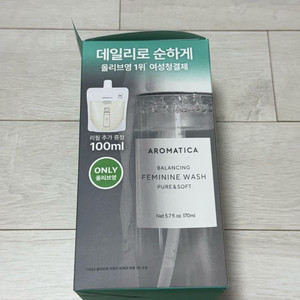 데일리로 순하게
올리브영 1위 여성청결제
리필 추가 증정
100ml
ONLY
올리브영
AROMATICA
BALANCING
FEMININE WASH
PURE & SOFT
Net 5.7 fl. oz. 170ml